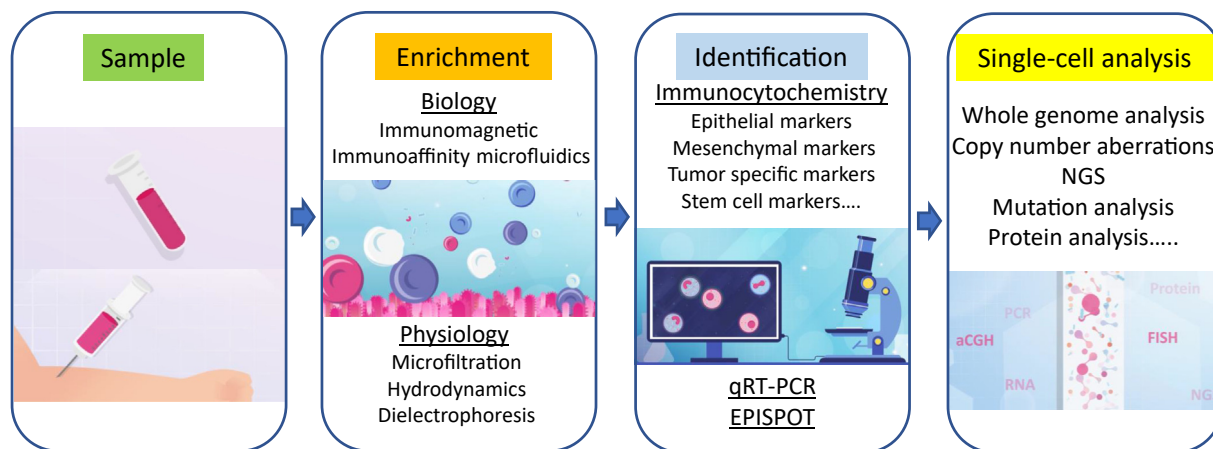 Sample
Enrichment
Biology
Immunomagnetic
Immunoaffinity microfluidics
Physiology
Microfiltration
Hydrodynamics
Dielectrophoresis
Identification
Immunocytochemistry
Epithelial markers
Mesenchymal markers
Tumor specific markers
Stem cell markers....
qRT-PCR
EPISPOT
Single-cell analysis
Whole genome analysis
Copy number aberrations
NGS
Mutation analysis
Protein analysis.....
Protein
PCR
aCGH
FISH
RNA
NG